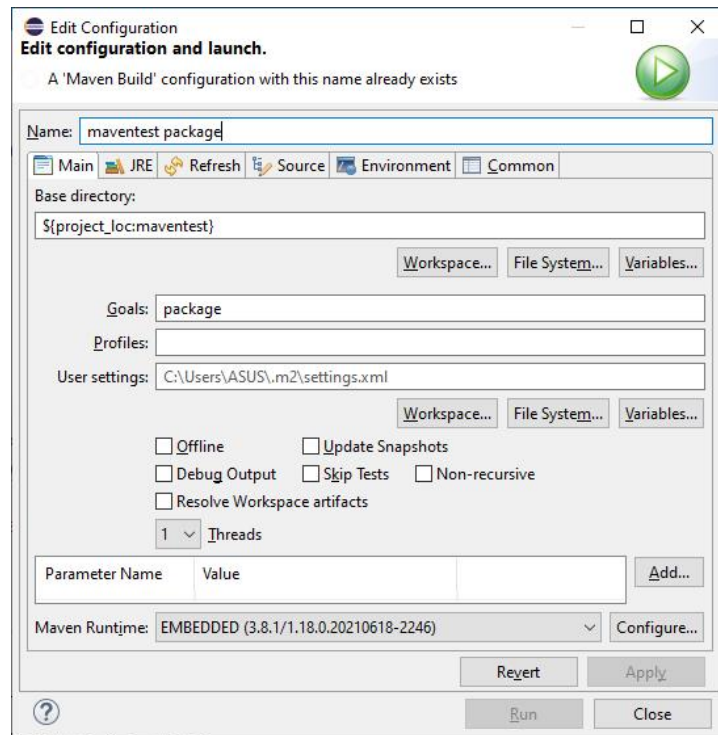 Edit Configuration
Edit configuration and launch.
A 'Maven Build' configuration with this name already exists
Name: maventest package
Main JRE Refresh Source Environment Common
Base directory:
${project_loc:maventest}
Workspace... File System... Variables...
Goals: package
Profiles:
User settings: C:\Users\ASUS\.m2\settings.xml
Workspace... File System... Variables...
Offline Update Snapshots
Debug Output Skip Tests Non-recursive
Resolve Workspace artifacts
1 Threads
Parameter Name Value
Add...
Maven Runtime: EMBEDDED (3.8.1/1.18.0.20210618-2246) Configure...
Revert Apply
? Run Close